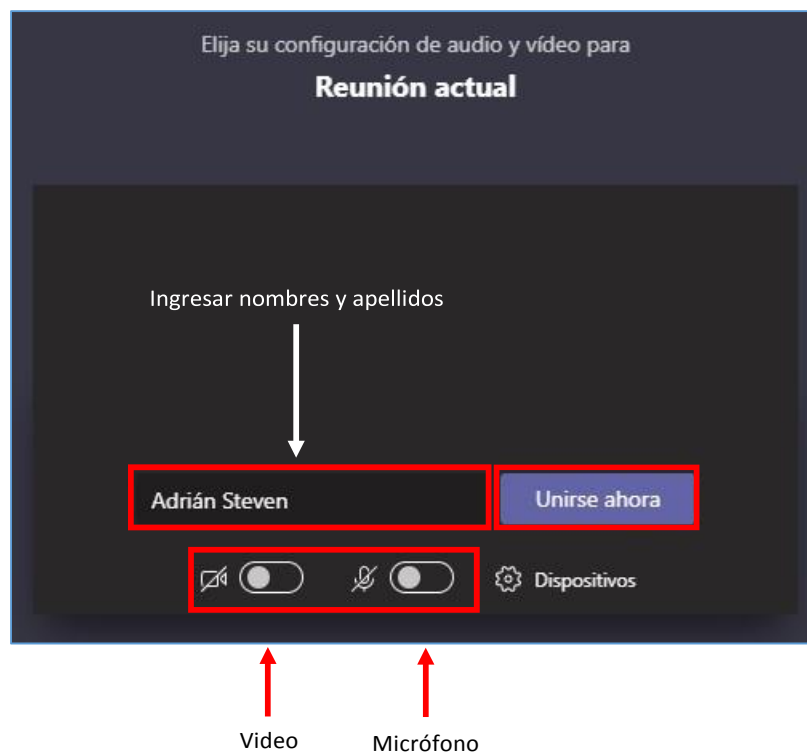 Elija su configuración de audio y vídeo para
Reunión actual
Ingresar nombres y apellidos
Adrián Steven
Unirse ahora
Dispositivos
Video
Micrófono